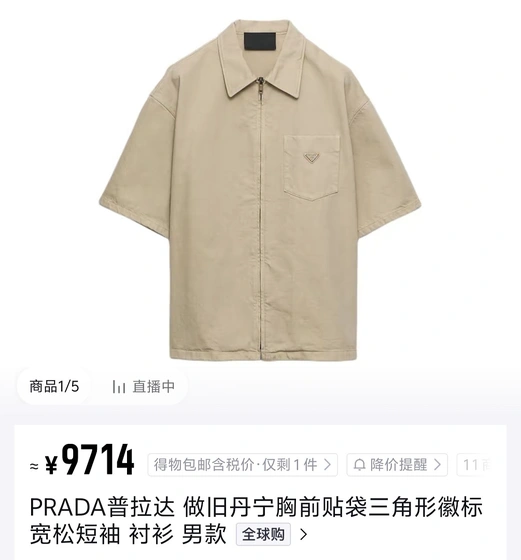 商品1/5
直播中
≈ ¥9714
得物包邮含税价·仅剩1件 >
降价提醒 >
PRADA普拉达 做旧丹宁胸前贴袋三角形徽标
宽松短袖 衬衫 男款 全球购 >